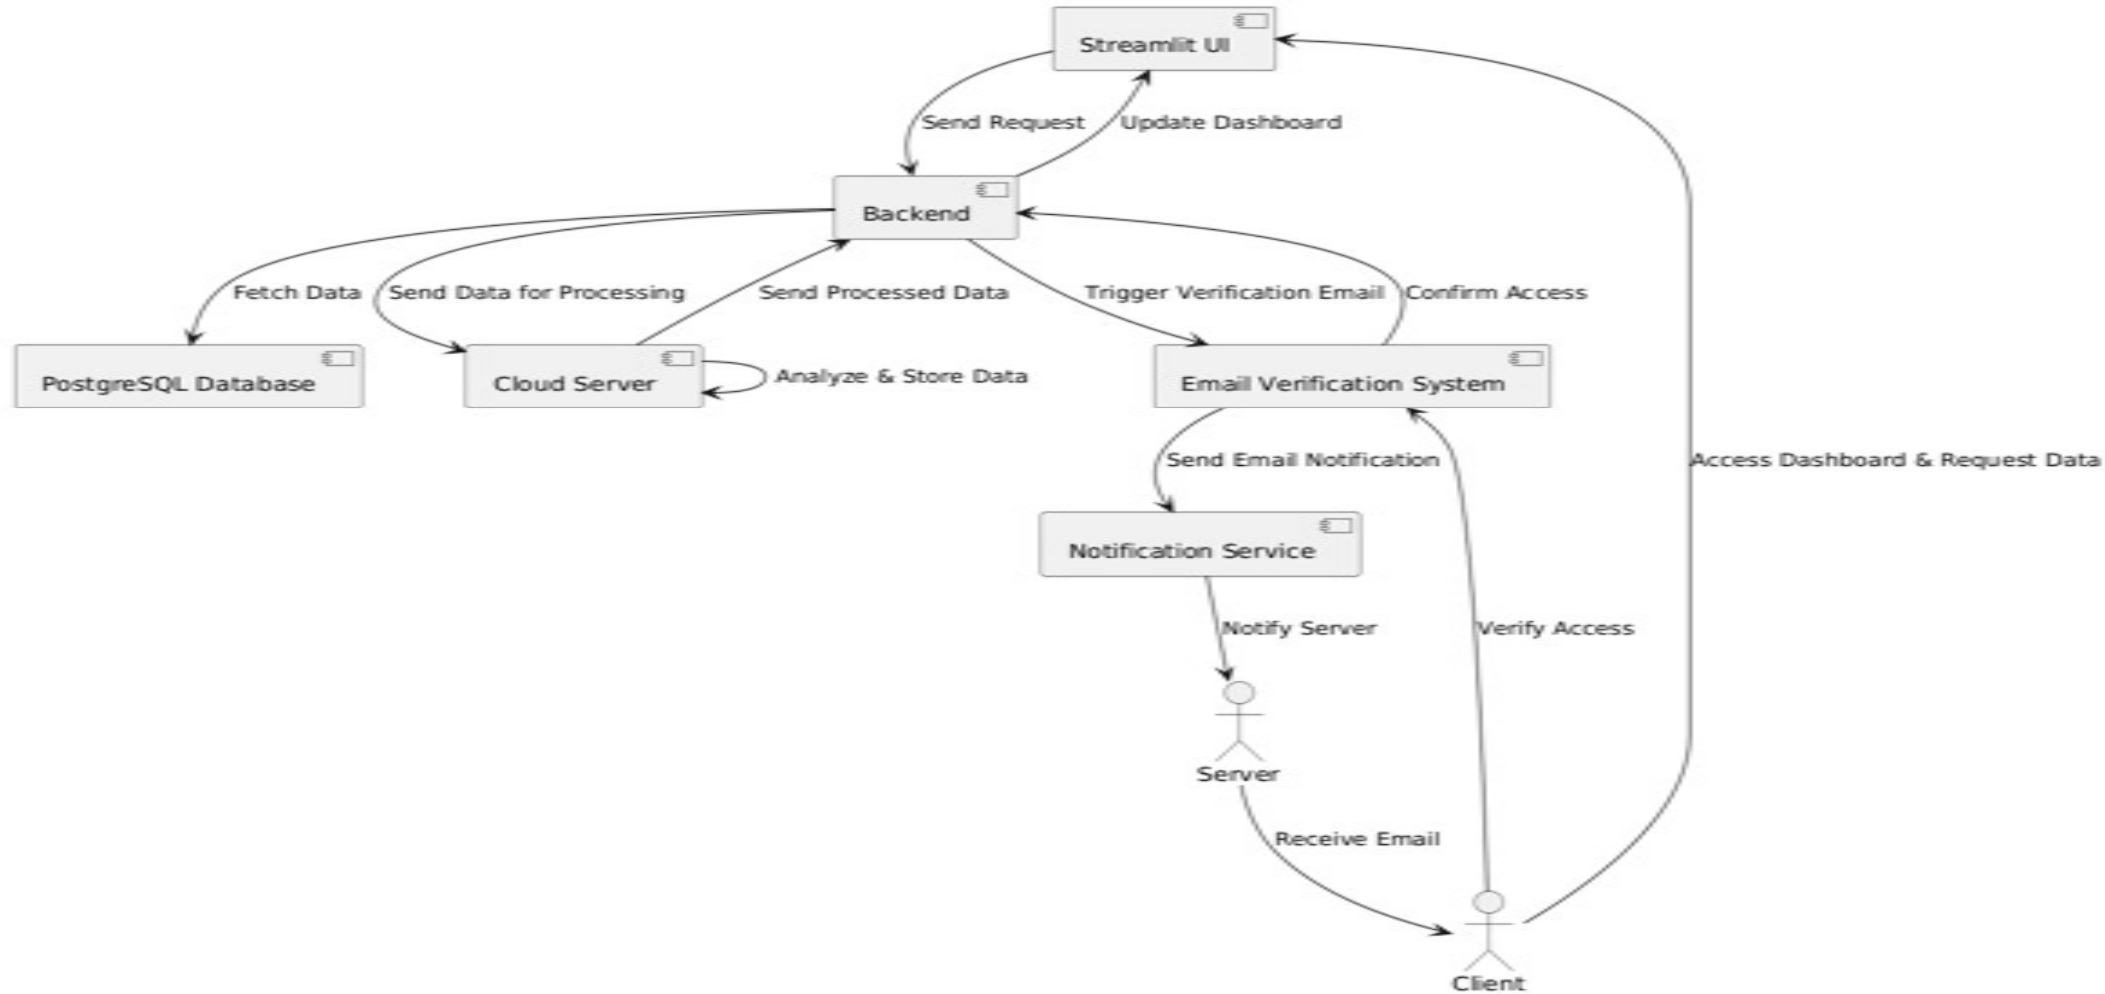 Streamlit UI
Send Request
Update Dashboard
Backend
Fetch Data
Send Data for Processing
Send Processed Data
Trigger Verification Email
Confirm Access
PostgreSQL Database
Cloud Server
Analyze & Store Data
Email Verification System
Send Email Notification
Access Dashboard & Request Data
Notification Service
Notify Server
Verify Access
Server
Receive Email
Client